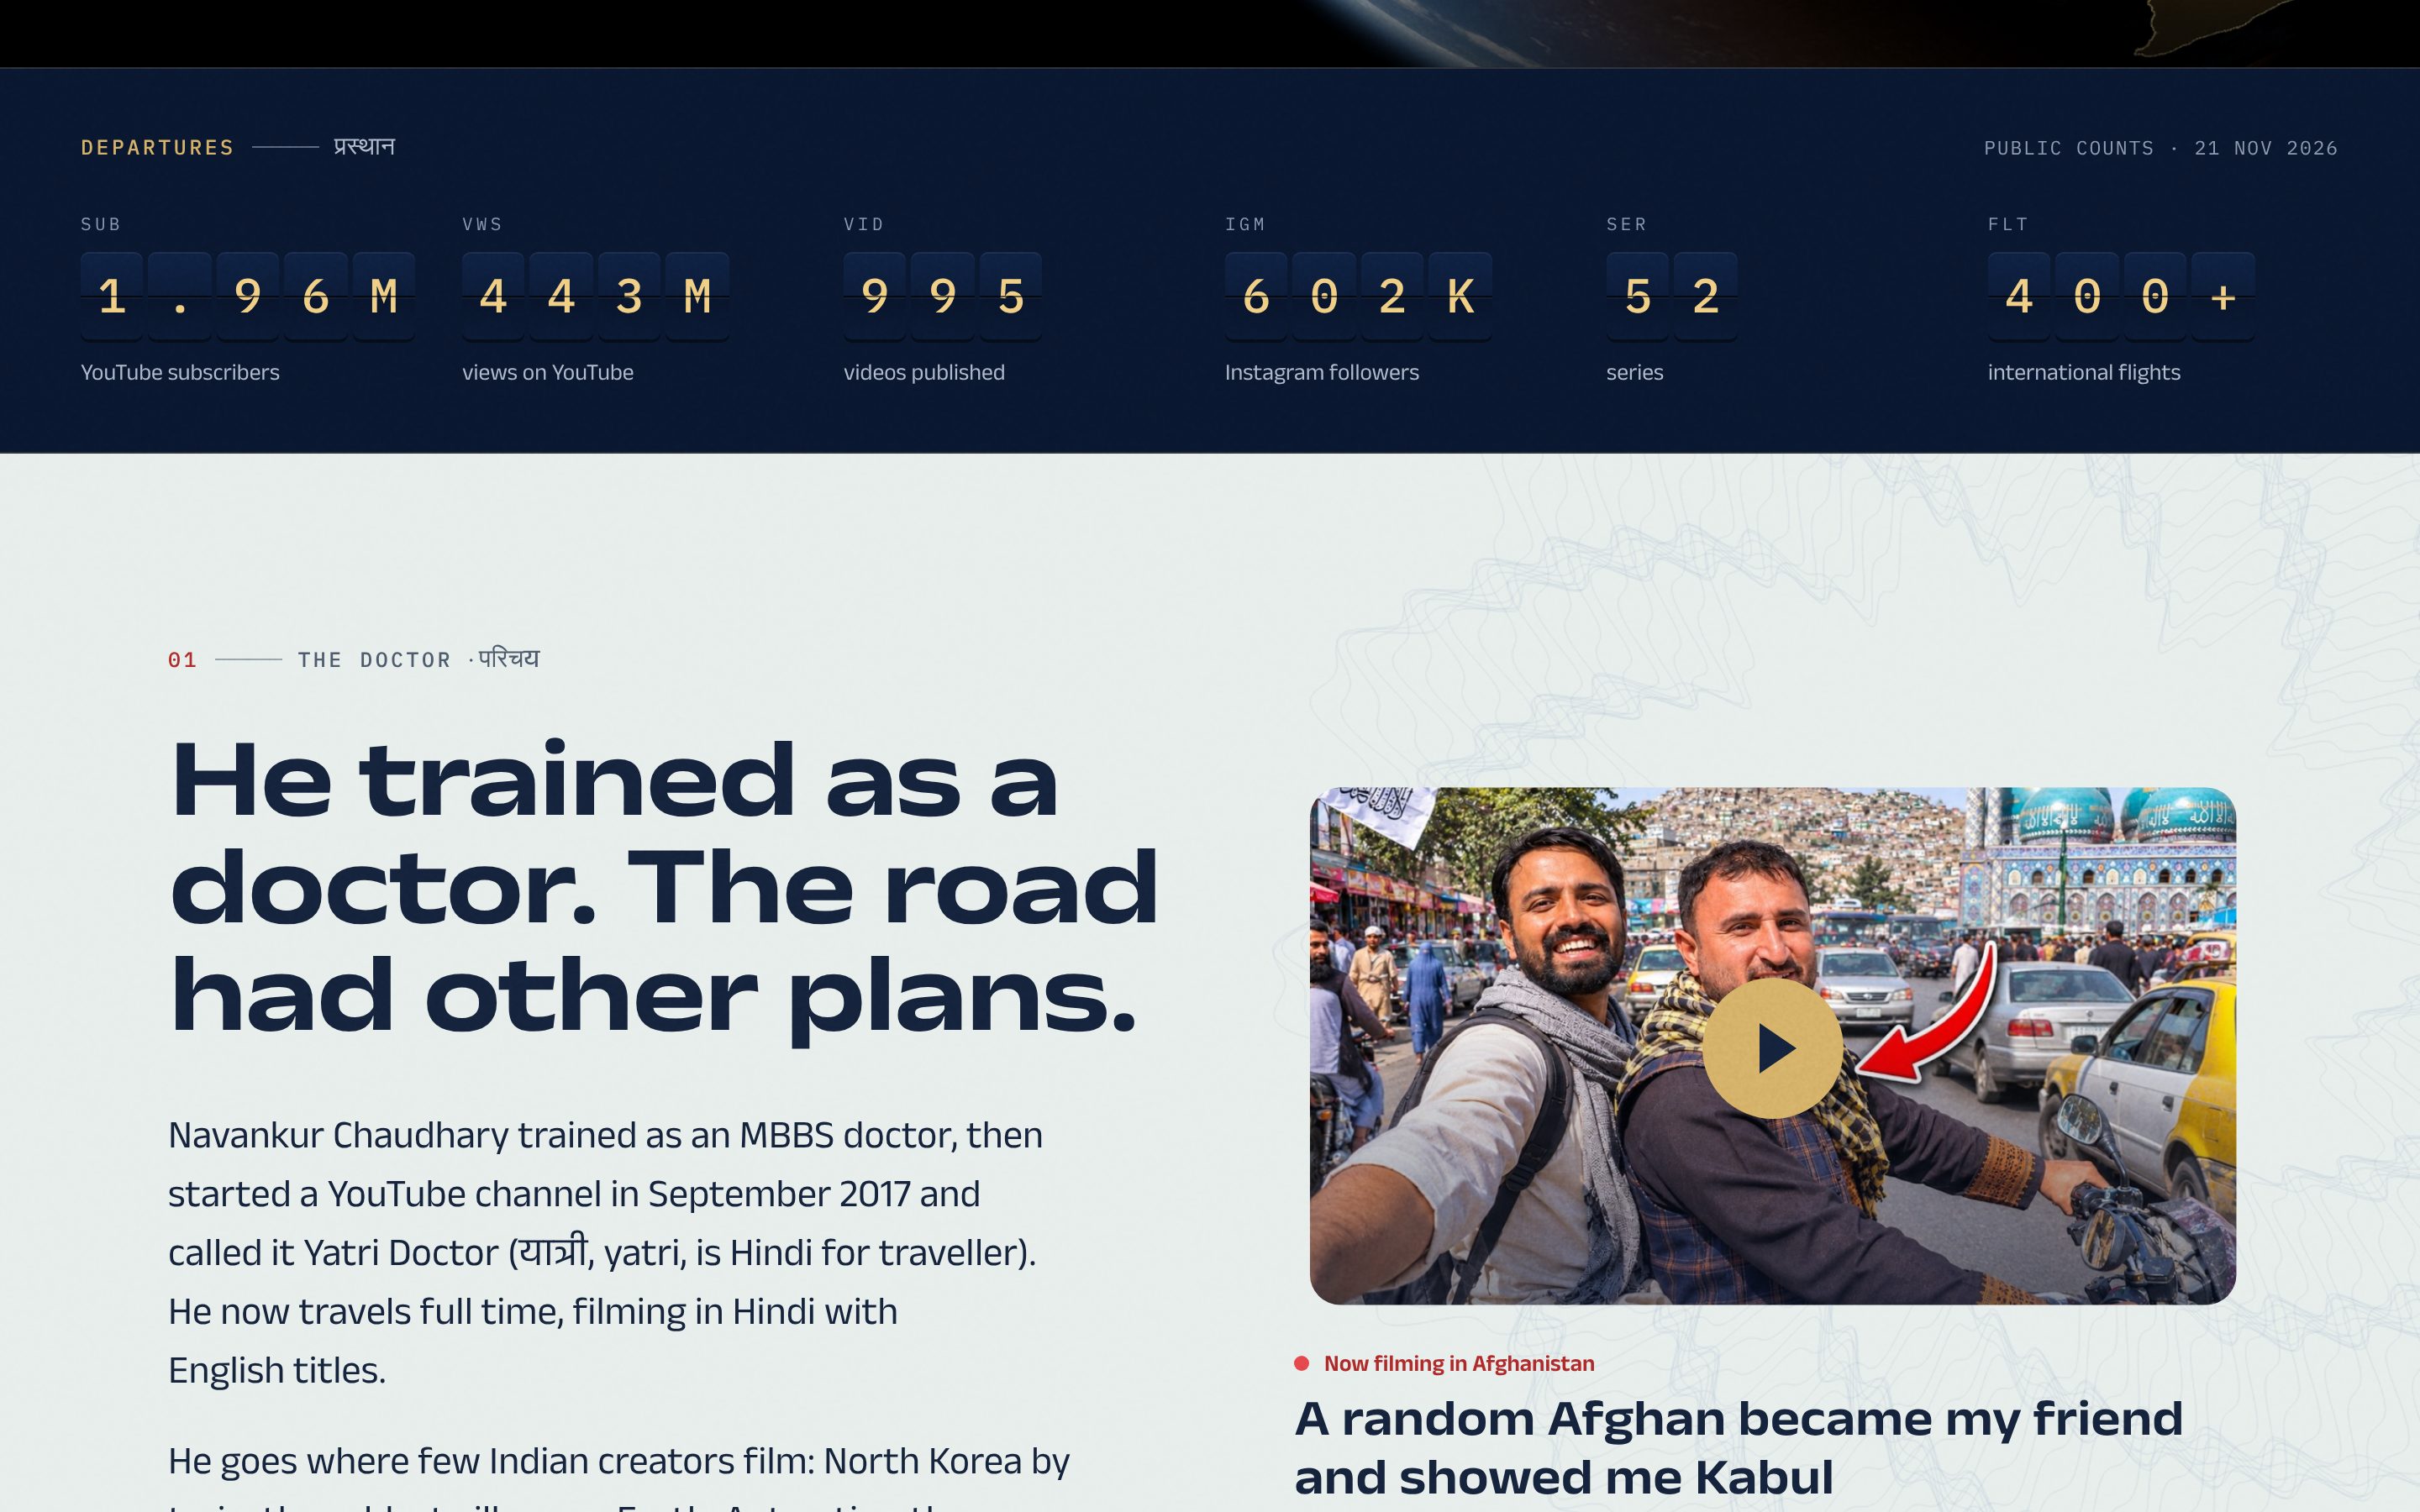 DEPARTURES प्रस्थान
PUBLIC COUNTS · 21 NOV 2026
SUB VWS VID IGM SER FLT
1.96M 443M 995 602K 52 400+
YouTube subscribers views on YouTube videos published Instagram followers series international flights
01 THE DOCTOR · परिचय
He trained as a
doctor. The road
had other plans.
Navankur Chaudhary trained as an MBBS doctor, then
started a YouTube channel in September 2017 and
called it Yatri Doctor (यात्री, yatri, is Hindi for traveller).
He now travels full time, filming in Hindi with
English titles.
He goes where few Indian creators film: North Korea by
Now filming in Afghanistan
A random Afghan became my friend
and showed me Kabul